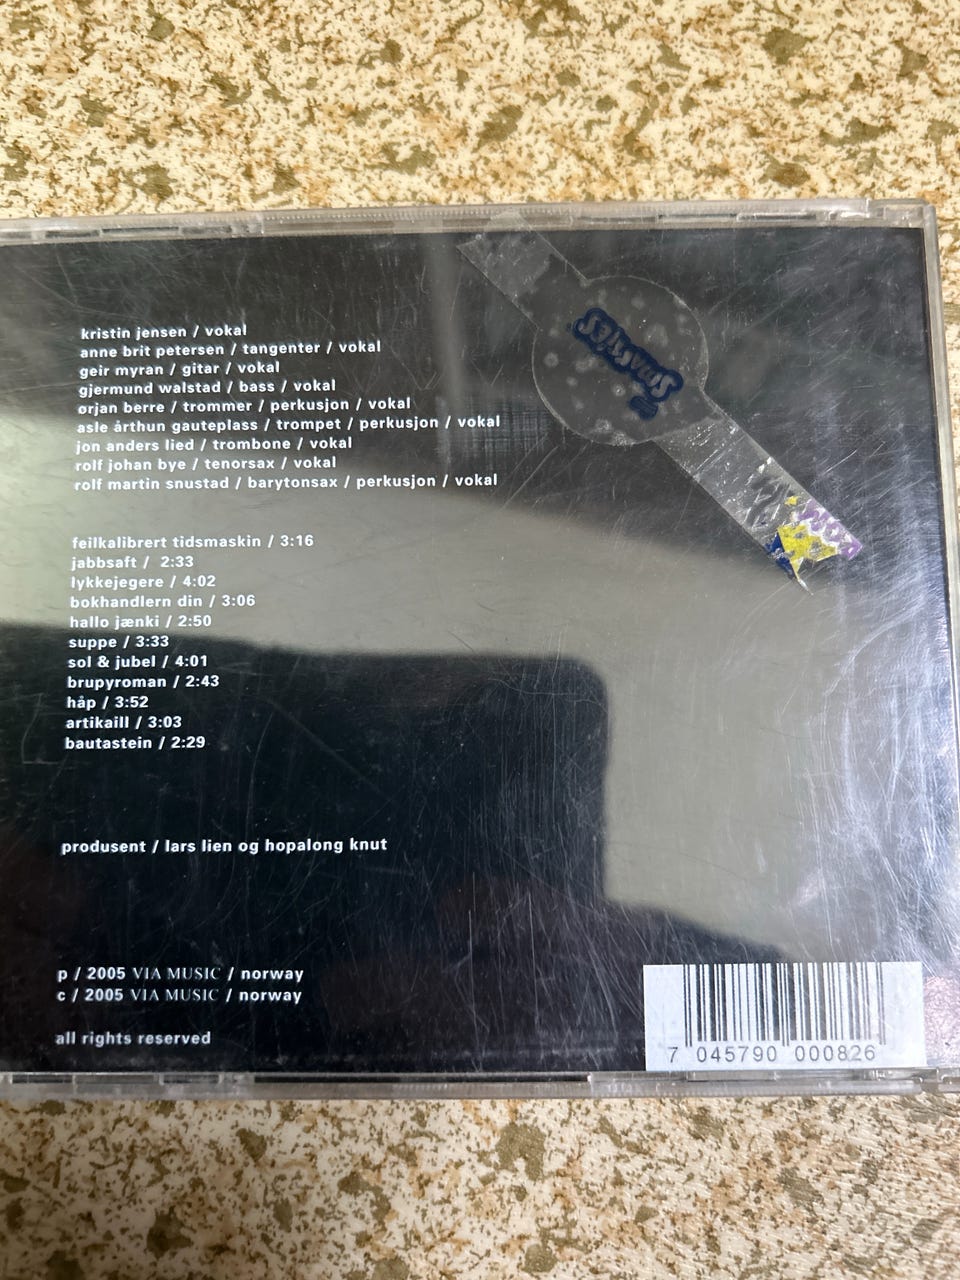 kristin jensen / vokal
anne brit petersen / tangenter / vokal
geir myran / gitar / vokal
gjermund walstad / bass / vokal
ørjan berre / trommer / perkusjon / vokal
asle århun gauteplass / trompet / perkusjon / vokal
jon anders lied / trombone / vokal
rolf johan bye / tenorsax / vokal
rolf martin snustad / barytonsax / perkusjon / vokal
feilkalibrert tidsmaskin / 3:16
jabbsaft / 2:33
lykkejegere / 4:02
bokhandlern din / 3:06
hallo jænki / 2:50
suppe / 3:33
sol & jubel / 4:01
brupyroman / 2:43
håp / 3:52
artikaill / 3:03
bautastein / 2:29
produsent / lars lien og hopalong knut
p / 2005 VIA MUSIC / norway
c / 2005 VIA MUSIC / norway
all rights reserved
7 045790 000826
smarties